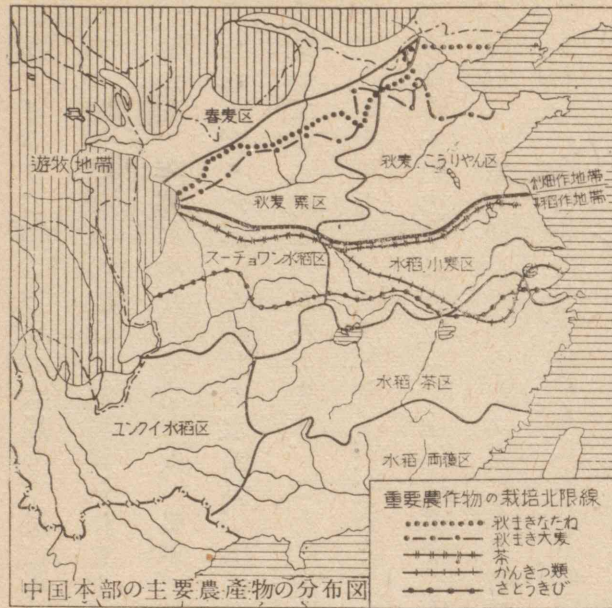 春麦区
遊牧地帯
秋麦 こうりやん区
畑作地帯
稲作地帯
秋麦 粟区
スーチョワン水稲区
水稲 小麦区
水稲 茶区
ユンクイ水稲区
水稲 両穫区
重要農作物の栽培北限線
秋まきなたね
秋まき大麦
茶
かんきつ類
さとうきび
中国本部の主要農産物の分布図